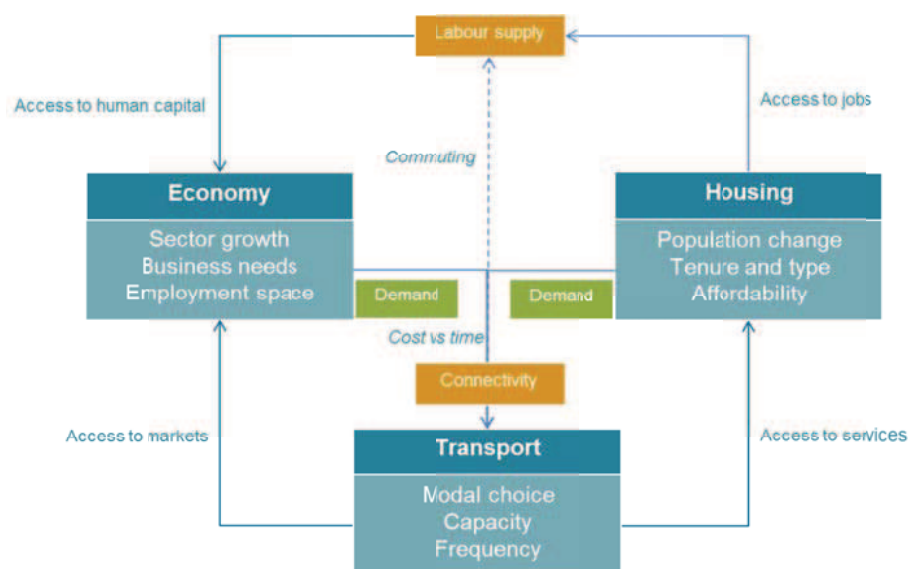 Labour supply
Access to human capital
Access to jobs
Commuting
Economy
Sector growth
Business needs
Employment space
Housing
Population change
Tenure and type
Affordability
Demand
Demand
Cost vs time
Connectivity
Access to markets
Access to services
Transport
Modal choice
Capacity
Frequency